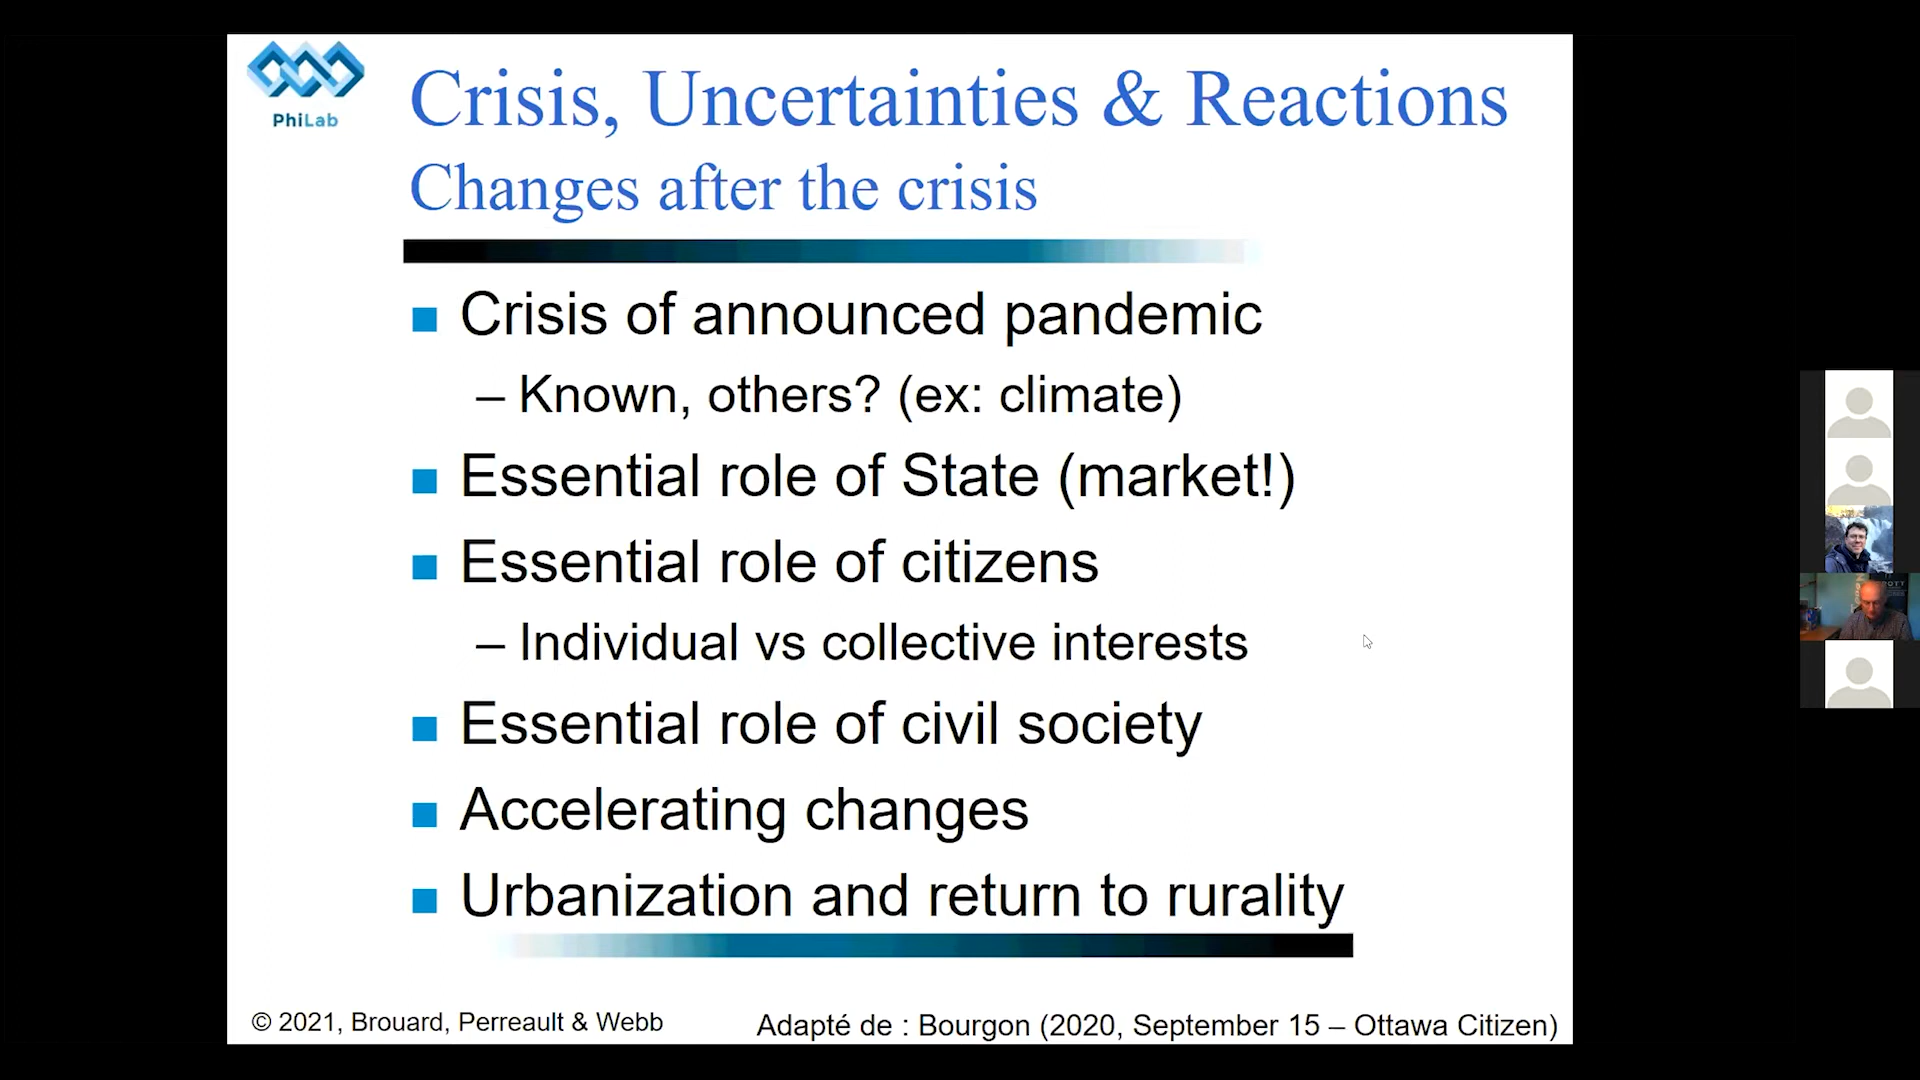 PhiLab
Crisis, Uncertainties & Reactions
Changes after the crisis
■ Crisis of announced pandemic
– Known, others? (ex: climate)
■ Essential role of State (market!)
■ Essential role of citizens
– Individual vs collective interests
■ Essential role of civil society
■ Accelerating changes
■ Urbanization and return to rurality
© 2021, Brouard, Perreault & Webb
Adapté de : Bourgon (2020, September 15 – Ottawa Citizen)